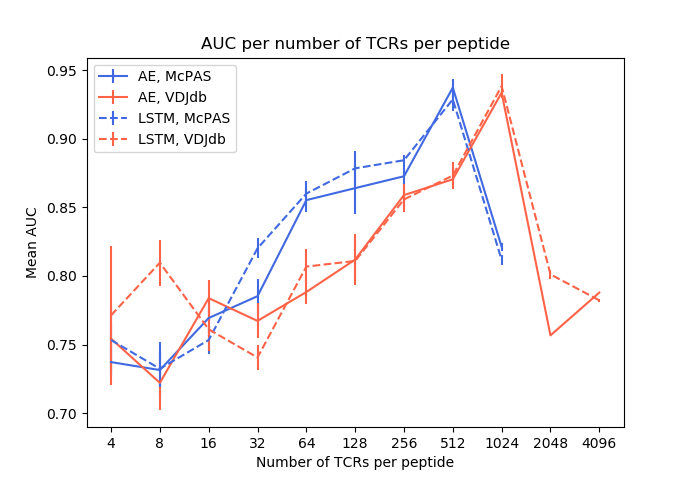 AUC per number of TCRs per peptide
AE, McPAS
AE, VDJdb
LSTM, McPAS
LSTM, VDJdb
Mean AUC
0.95
0.90
0.85
0.80
0.75
0.70
4 8 16 32 64 128 256 512 1024 2048 4096
Number of TCRs per peptide